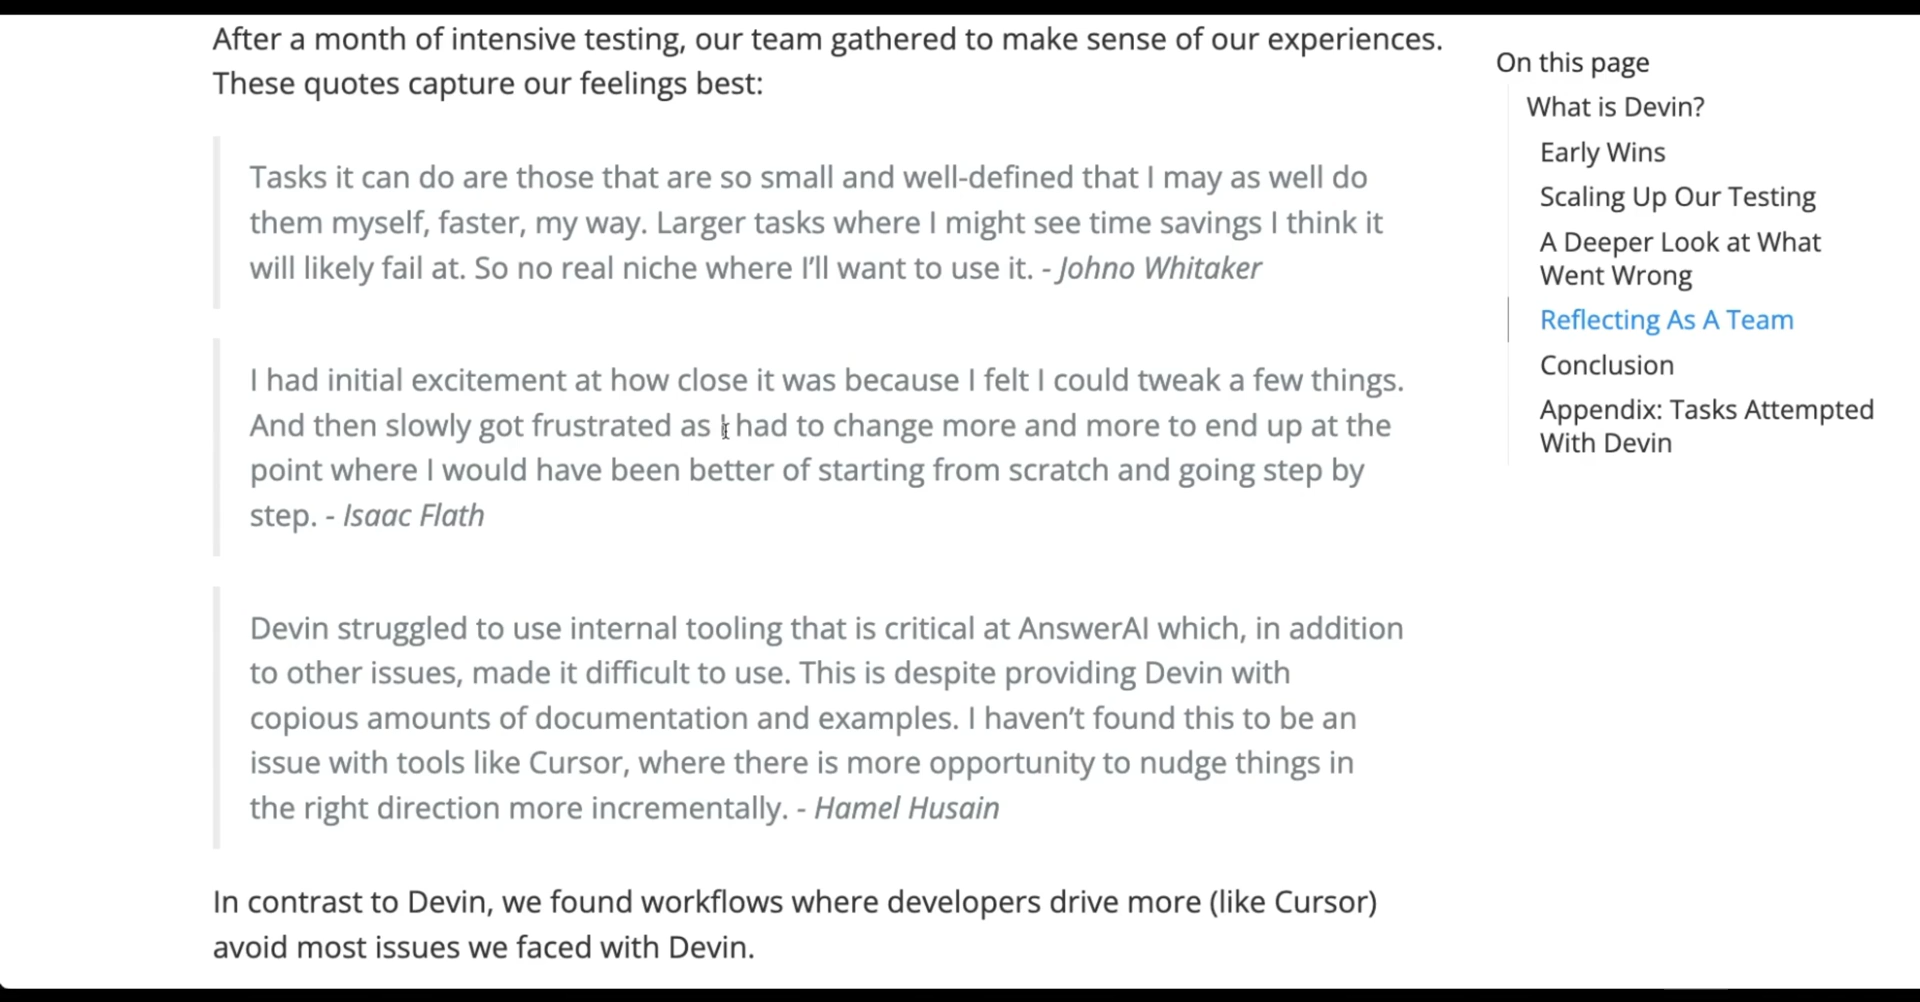 After a month of intensive testing, our team gathered to make sense of our experiences.
These quotes capture our feelings best:
Tasks it can do are those that are so small and well-defined that I may as well do
them myself, faster, my way. Larger tasks where I might see time savings I think it
will likely fail at. So no real niche where I’ll want to use it. - Johno Whitaker
I had initial excitement at how close it was because I felt I could tweak a few things.
And then slowly got frustrated as I had to change more and more to end up at the
point where I would have been better of starting from scratch and going step by
step. - Isaac Flath
Devin struggled to use internal tooling that is critical at AnswerAI which, in addition
to other issues, made it difficult to use. This is despite providing Devin with
copious amounts of documentation and examples. I haven’t found this to be an
issue with tools like Cursor, where there is more opportunity to nudge things in
the right direction more incrementally. - Hamel Husain
In contrast to Devin, we found workflows where developers drive more (like Cursor)
avoid most issues we faced with Devin.
On this page
What is Devin?
Early Wins
Scaling Up Our Testing
A Deeper Look at What
Went Wrong
Reflecting As A Team
Conclusion
Appendix: Tasks Attempted
With Devin